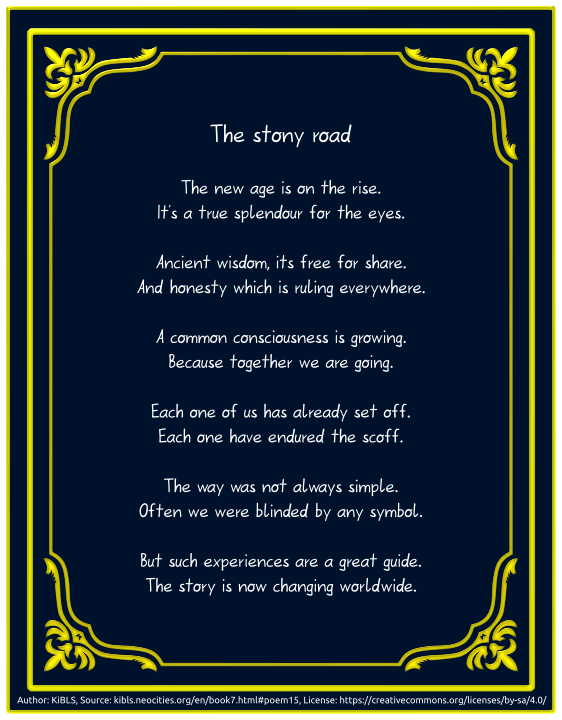 The stony road
The new age is on the rise.
It's a true splendour for the eyes.
Ancient wisdom, its free for share.
And honesty which is ruling everywhere.
A common consciousness is growing.
Because together we are going.
Each one of us has already set off.
Each one have endured the scoff.
The way was not always simple.
Often we were blinded by any symbol.
But such experiences are a great guide.
The story is now changing worldwide.
Author: KiBLS, Source: kibls.neocities.org/en/book7.html#poem15, License: https://creativecommons.org/licenses/by-sa/4.0/